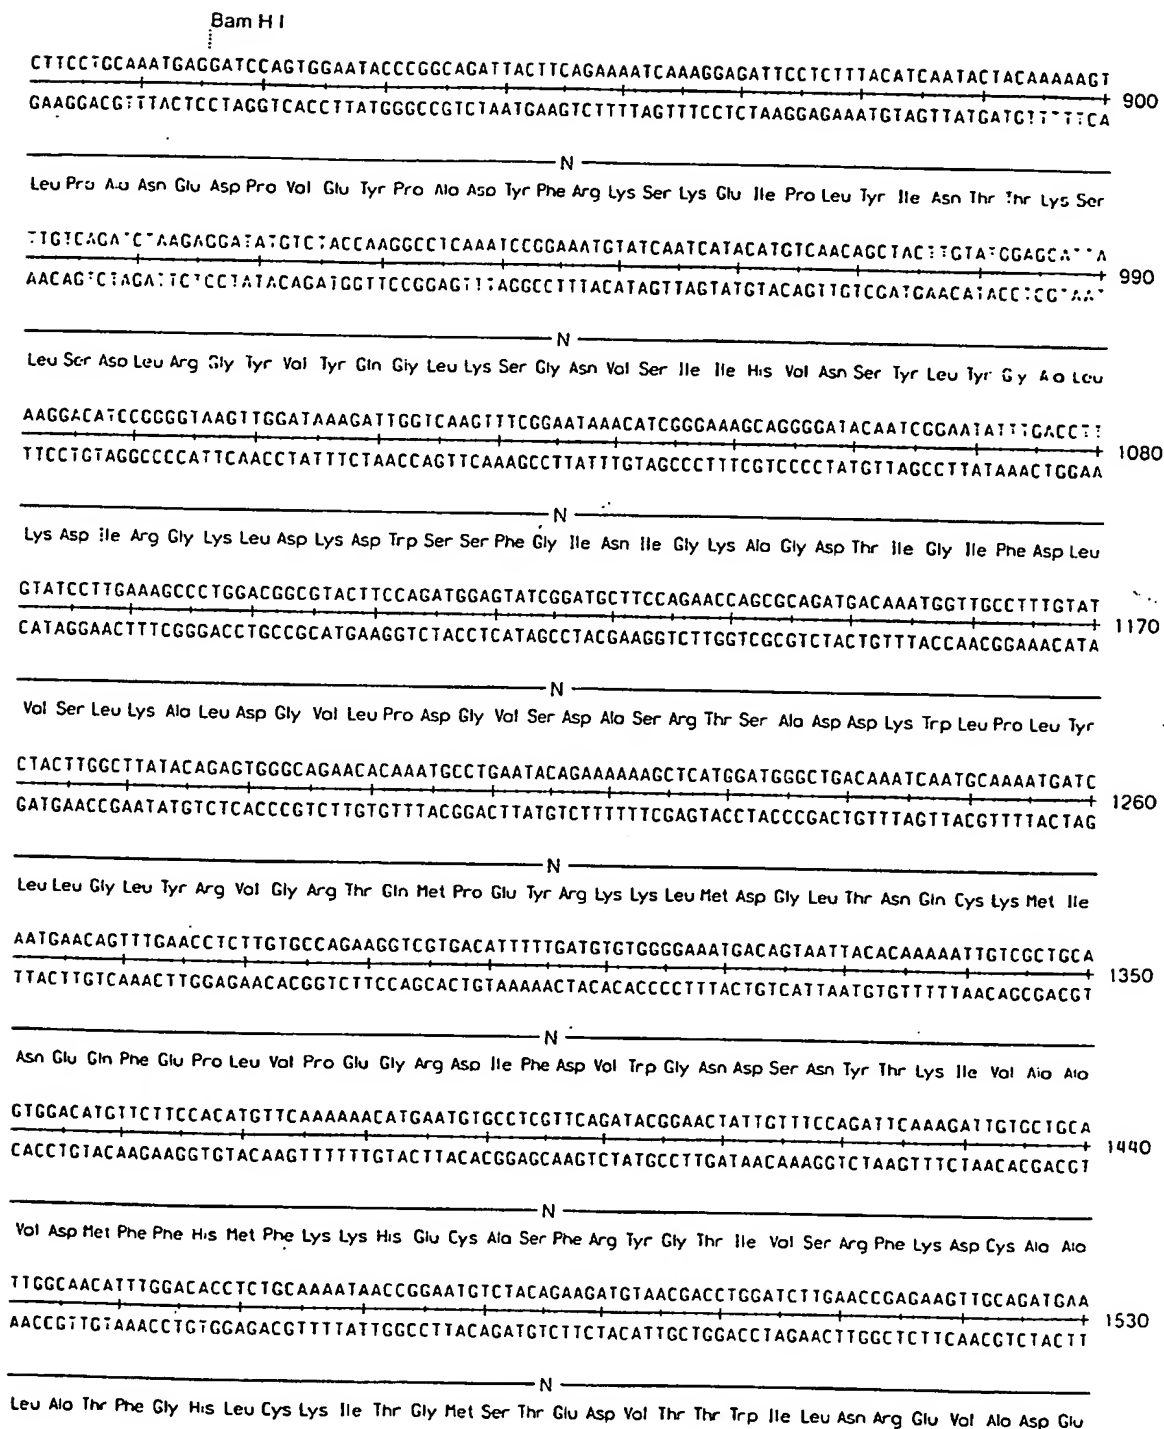 Bam H I
CTTCCTGCAAATGAGGATCCAGTGGAATACCCGGCAGATTACTTCAGAAAATCAAAGGAGATTCCTCTTTACATCAATACTACAAAAAGT
900
GAAGGACGTTTACTCCTAGGTCACCTTATGGGCCGTCTAATGAAGTCTTTTAGTTTCCTCTAAGGAGAAATGTAGTTATGATGTTTTTCA
N
Leu Pro Ala Asn Glu Asp Pro Val Glu Tyr Pro Ala Asp Tyr Phe Arg Lys Ser Lys Glu Ile Pro Leu Tyr Ile Asn Thr Thr Lys Ser
TTGTCAGATCTAAGAGGATATGTCTACCAAGGCCTCAAATCCGGAAATGTATCAATCATACATGTCAACAGCTACTTGTATGGAGCATTA
990
AACAGTCTAGATTCTCCTATACAGATGGTTCCGGAGTTTAGGCCTTTACATAGTTAGTATGTACAGTTGTCGATGAACATACCTCGTAAT
N
Leu Ser Asp Leu Arg Gly Tyr Val Tyr Gln Gly Leu Lys Ser Gly Asn Val Ser Ile Ile His Val Asn Ser Tyr Leu Tyr Gly Ala Leu
AAGGACATCCGGGGTAAGTTGGATAAAGATTGGTCAAGTTTCGGAATAAACATCGGGAAAGCAGGGGATACAATCGGAATATTTGACCTT
1080
TTCCTGTAGGCCCCATTCAACCTATTTCTAACCAGTTCAAAGCCTTATTTGTAGCCCTTTCGTCCCCTATGTTAGCCTTATAAACTGGAA
N
Lys Asp Ile Arg Gly Lys Leu Asp Lys Asp Trp Ser Ser Phe Gly Ile Asn Ile Gly Lys Ala Gly Asp Thr Ile Gly Ile Phe Asp Leu
GTATCCTTGAAAGCCCTGGACGGCGTACTTCCAGATGGAGTATCGGATGCTTCCAGAACCAGCGCAGATGACAAATGGTTGCCTTTGTAT
1170
CATAGGAACTTTCGGGACCTGCCGCATGAAGGTCTACCTCATAGCCTACGAAGGTCTTGGTCGCGTCTACTGTTTACCAACGGAAACATA
N
Val Ser Leu Lys Ala Leu Asp Gly Val Leu Pro Asp Gly Val Ser Asp Ala Ser Arg Thr Ser Ala Asp Asp Lys Trp Leu Pro Leu Tyr
CTACTTGGCTTATACAGAGTGGGCAGAACACAAATGCCTGAATACAGAAAAAAGCTCATGGATGGGCTGACAAATCAATGCAAAATGATC
1260
GATGAACCGAATATGTCTCACCCGTCTTGTGTTTACGGACTTATGTCTTTTTTCGAGTACCTACCCGACTGTTTAGTTACGTTTTACTAG
N
Leu Leu Gly Leu Tyr Arg Val Gly Arg Thr Gln Met Pro Glu Tyr Arg Lys Lys Leu Met Asp Gly Leu Thr Asn Gln Cys Lys Met Ile
AATGAACAGTTTGAACCTCTTGTGCCAGAAGGTCGTGACATTTTTGATGTGTGGGGAAATGACAGTAATTACACAAAAATTGTCGCTGCA
1350
TTACTTGTCAAACTTGGAGAACACGGTCTTCCAGCACTGTAAAAACTACACACCCCTTTACTGTCATTAATGTGTTTTTAACAGCGACGT
N
Asn Glu Gln Phe Glu Pro Leu Val Pro Glu Gly Arg Asp Ile Phe Asp Val Trp Gly Asn Asp Ser Asn Tyr Thr Lys Ile Val Ala Ala
GTGGACATGTTCTTCCACATGTTCAAAAAACATGAATGTGCCTCGTTCAGATACGGAACTATTGTTTCCAGATTCAAAGATTGTGCTGCA
1440
CACCTGTACAAGAAGGTGTACAAGTTTTTTGTACTTACACGGAGCAAGTCTATGCCTTGATAACAAAGGTCTAAGTTTCTAACACGACGT
N
Val Asp Met Phe Phe His Met Phe Lys Lys His Glu Cys Ala Ser Phe Arg Tyr Gly Thr Ile Val Ser Arg Phe Lys Asp Cys Ala Ala
TTGGCAACATTTGGACACCTCTGCAAAATAACCGGAATGTCTACAGAAGATGTAACGACCTGGATCTTGAACCGAGAAGTTGCAGATGAA
1530
AACCGTTGTAAACCTGTGGAGACGTTTTATTGGCCTTACAGATGTCTTCTACATTGCTGGACCTAGAACTTGGCTCTTCAACGTCTACTT
N
Leu Ala Thr Phe Gly His Leu Cys Lys Ile Thr Gly Met Ser Thr Glu Asp Val Thr Thr Trp Ile Leu Asn Arg Glu Val Ala Asp Glu